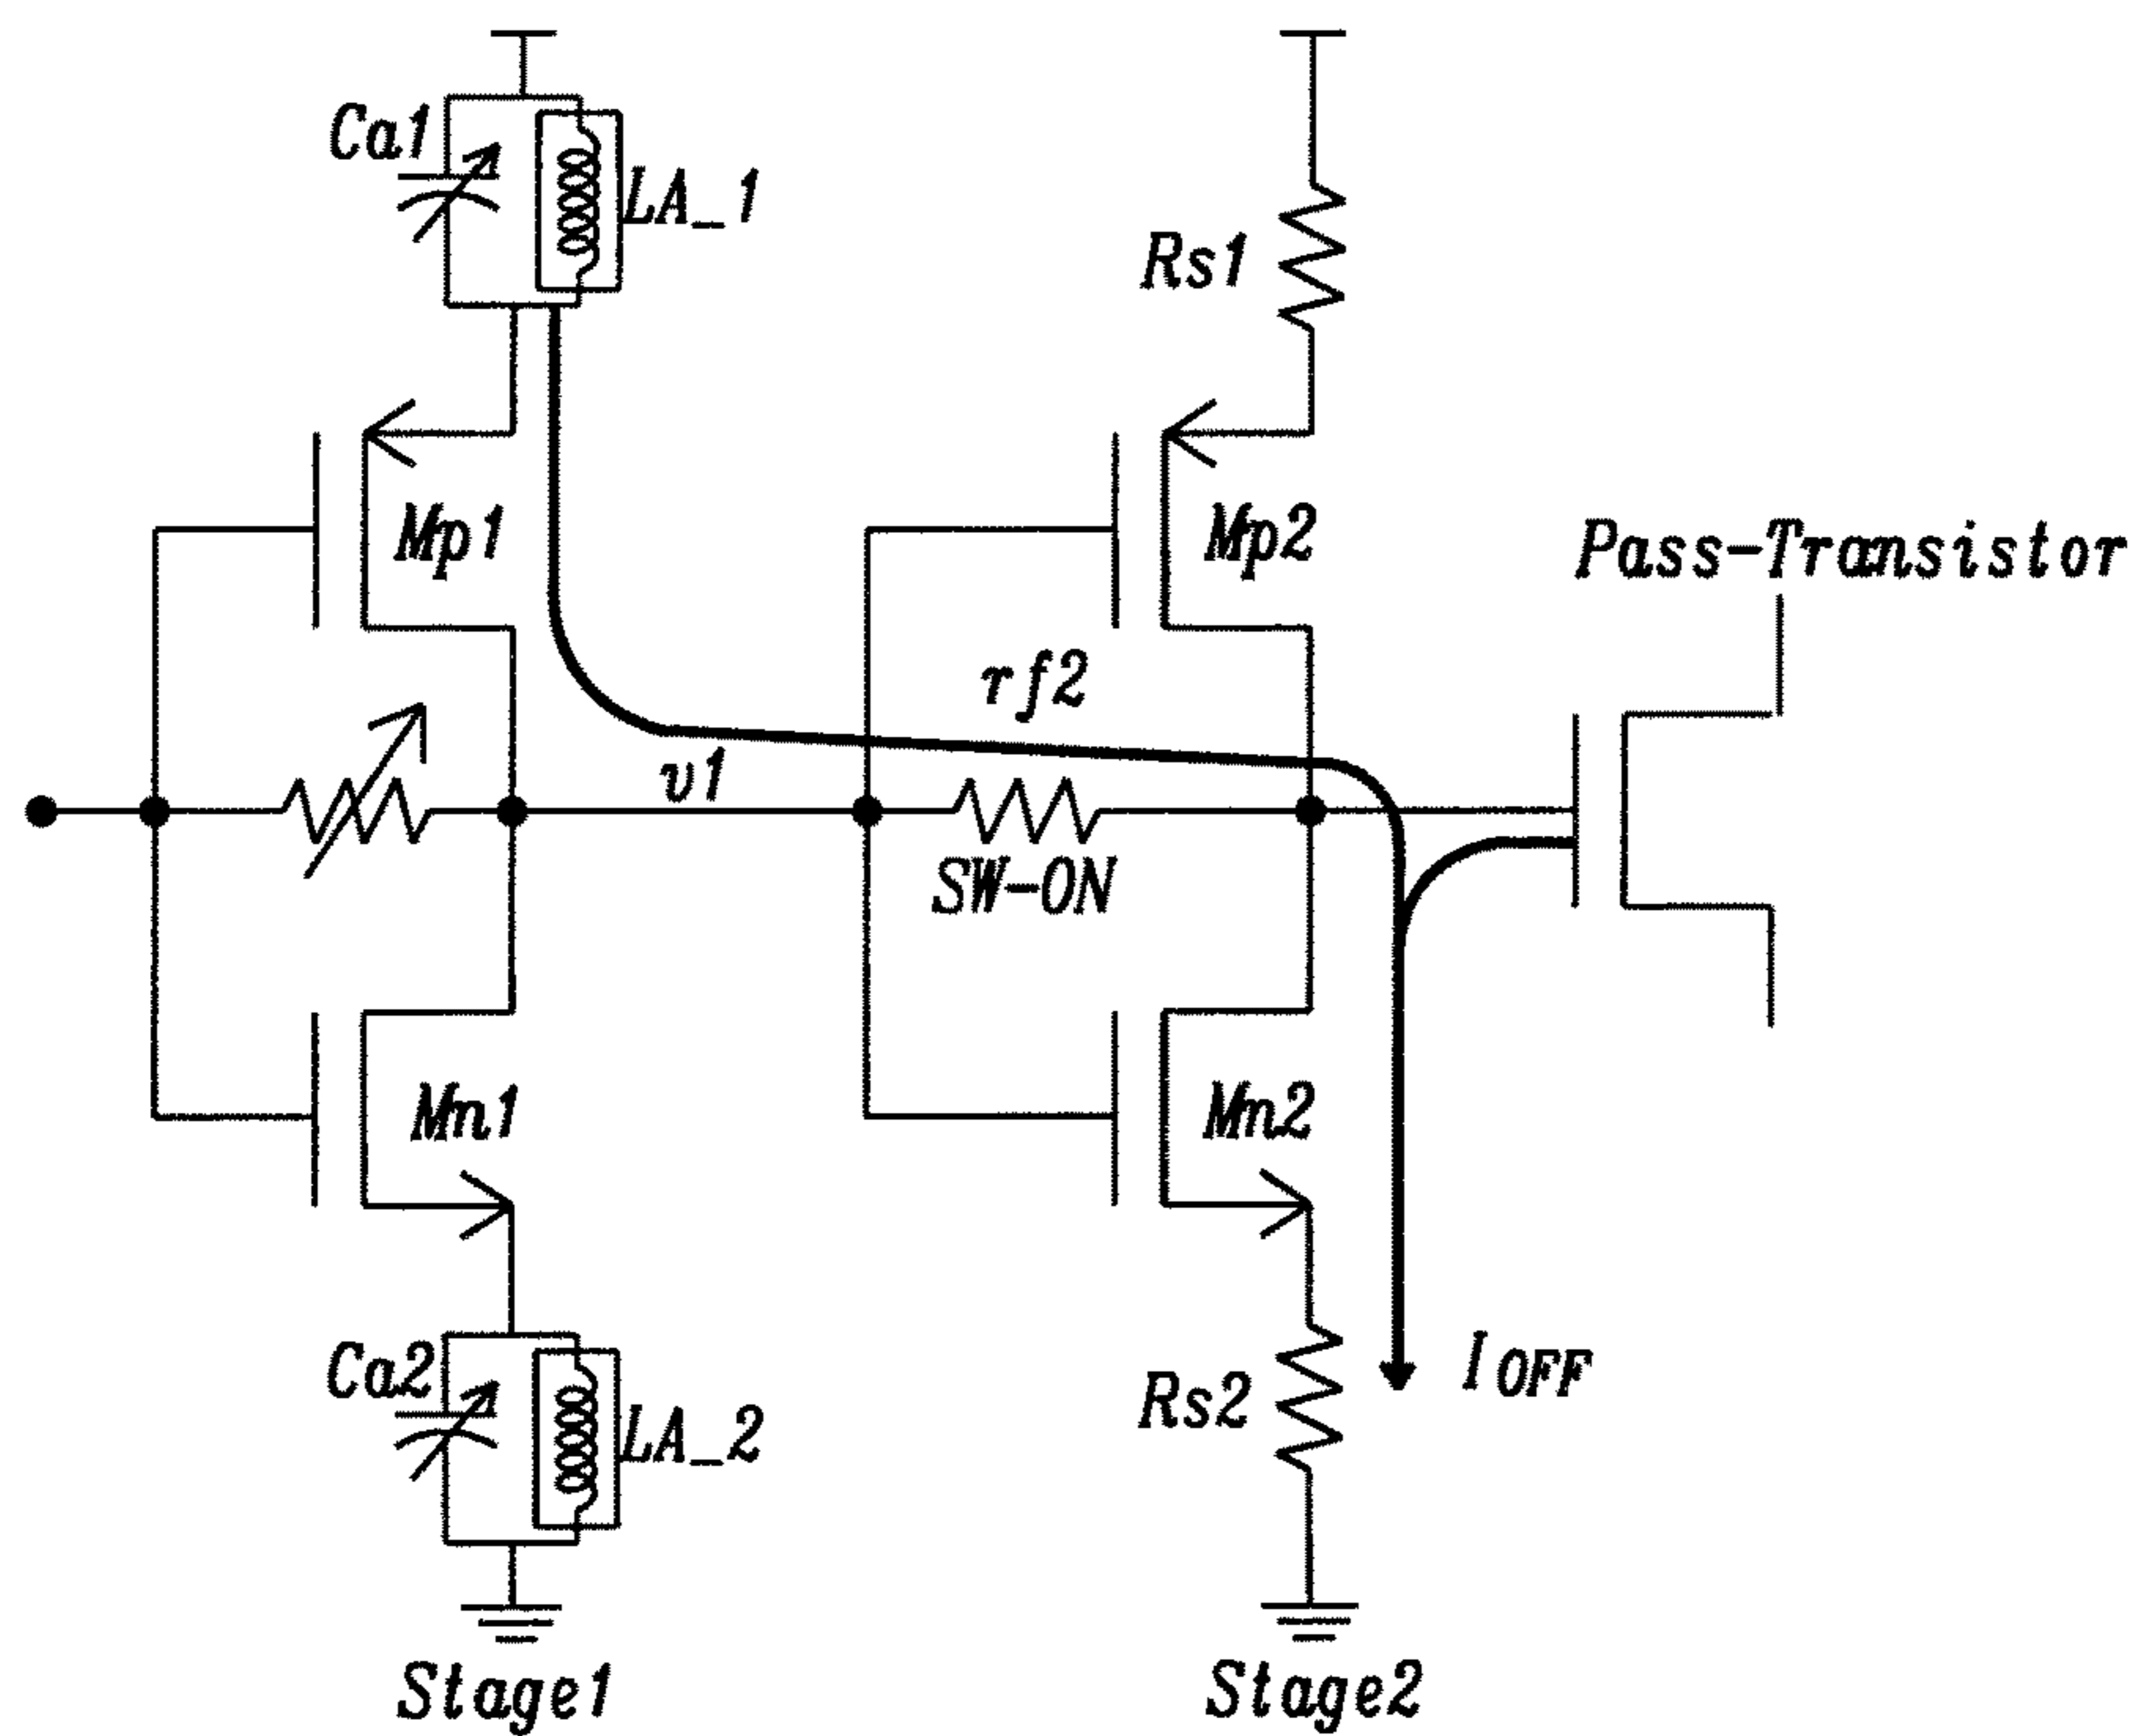 Ca1
LA_1
Rs1
Mp1
Mp2
Pass-Transistor
rf2
v1
SW-ON
Mn1
Mn2
Ca2
LA_2
Rs2
I OFF
Stage1
Stage2